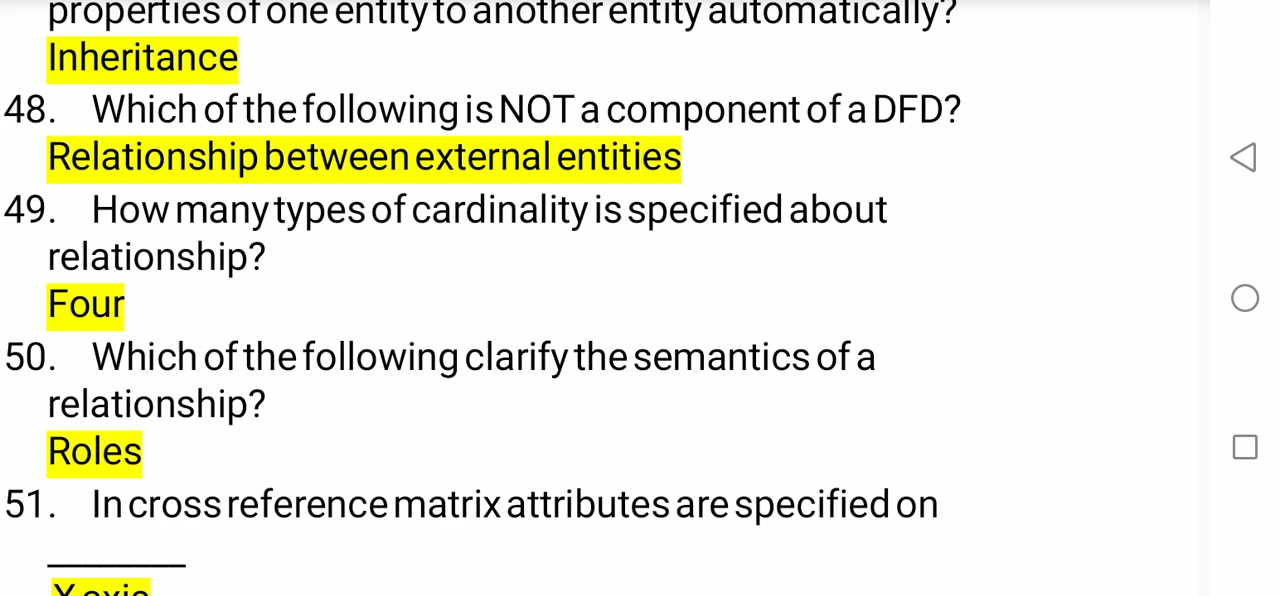 properties of one entity to another entity automatically?
Inheritance
48. Which of the following is NOT a component of a DFD?
Relationship between external entities
49. How many types of cardinality is specified about
relationship?
Four
50. Which of the following clarify the semantics of a
relationship?
Roles
51. In cross reference matrix attributes are specified on
________
X axis